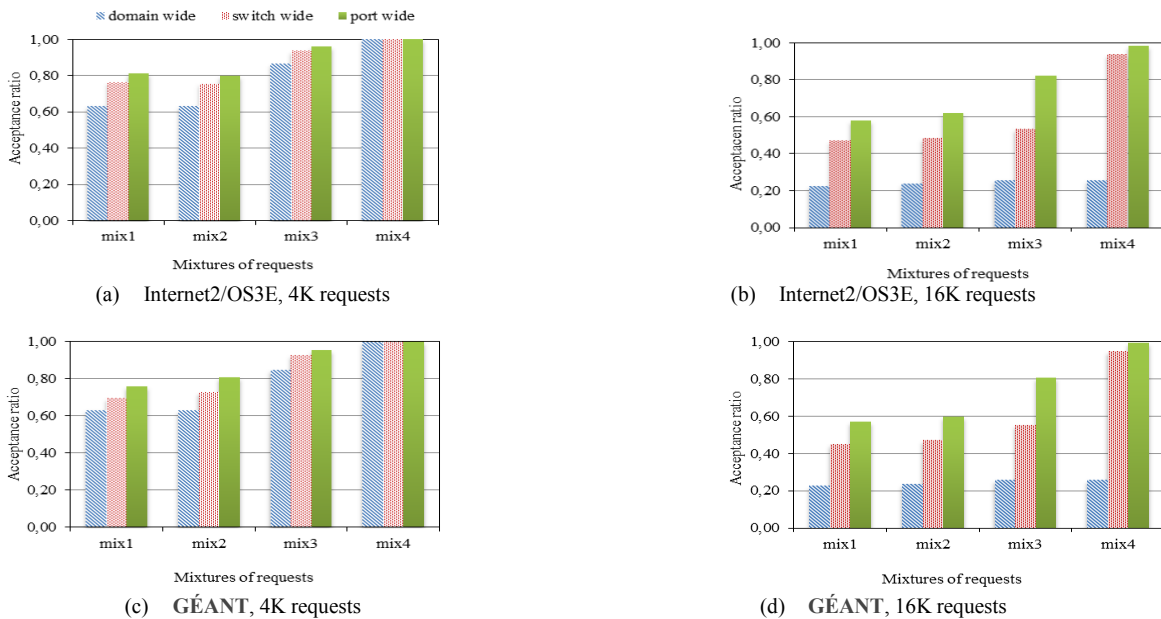 domain wide switch wide port wide
Acceptance ratio
1,00
0,80
0,60
0,40
0,20
0,00
mix1 mix2 mix3 mix4
Mixtures of requests
(a) Internet2/OS3E, 4K requests
Acceptacen ratio
1,00
0,80
0,60
0,40
0,20
0,00
mix1 mix2 mix3 mix4
Mixtures of requests
(b) Internet2/OS3E, 16K requests
Acceptance ratio
1,00
0,80
0,60
0,40
0,20
0,00
mix1 mix2 mix3 mix4
Mixtures of requests
(c) GÉANT, 4K requests
Acceptance ratio
1,00
0,80
0,60
0,40
0,20
0,00
mix1 mix2 mix3 mix4
Mixtures of requests
(d) GÉANT, 16K requests